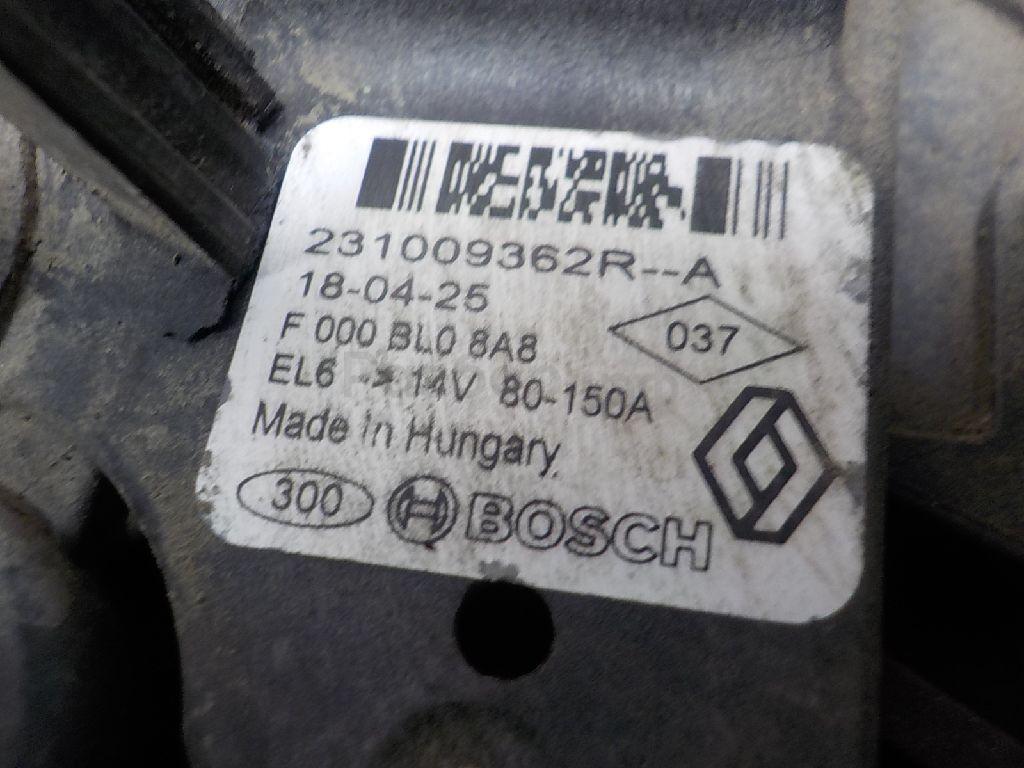 231009362R--A
18-04-25
F 000 BL0 8A8
037
EL6 -> 14V 80-150A
Made in Hungary
300 BOSCH